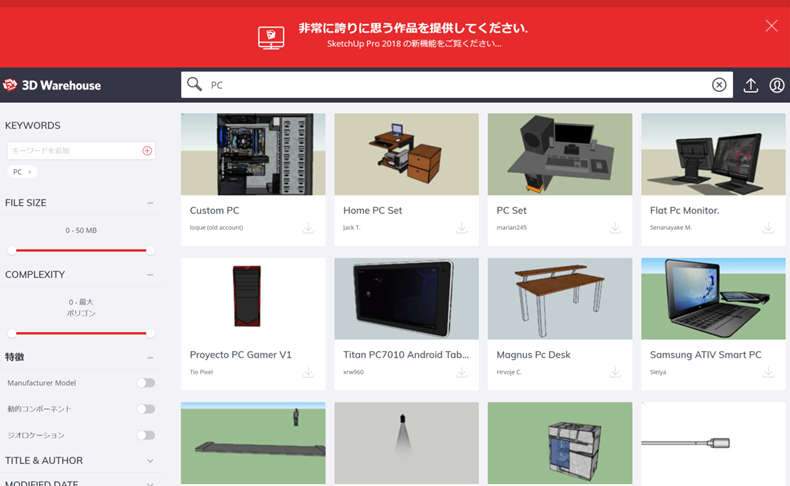 非常に誇りに思う作品を提供してください.
SketchUp Pro 2018 の新機能をご覧ください...
3D Warehouse
PC
KEYWORDS
キーワードを追加
PC ×
FILE SIZE
0 - 50 MB
COMPLEXITY
0 - 最大
ポリゴン
特徴
Manufacturer Model
動的コンポーネント
ジオロケーション
TITLE & AUTHOR
MODIFIED DATE
Custom PC
loque (old account)
Home PC Set
Jack T.
PC Set
marian245
Flat Pc Monitor.
Senanayake M.
Proyecto PC Gamer V1
Tio Pixel
Titan PC7010 Android Tab...
xrw960
Magnus Pc Desk
Hrvoje C.
Samsung ATIV Smart PC
Sleiya